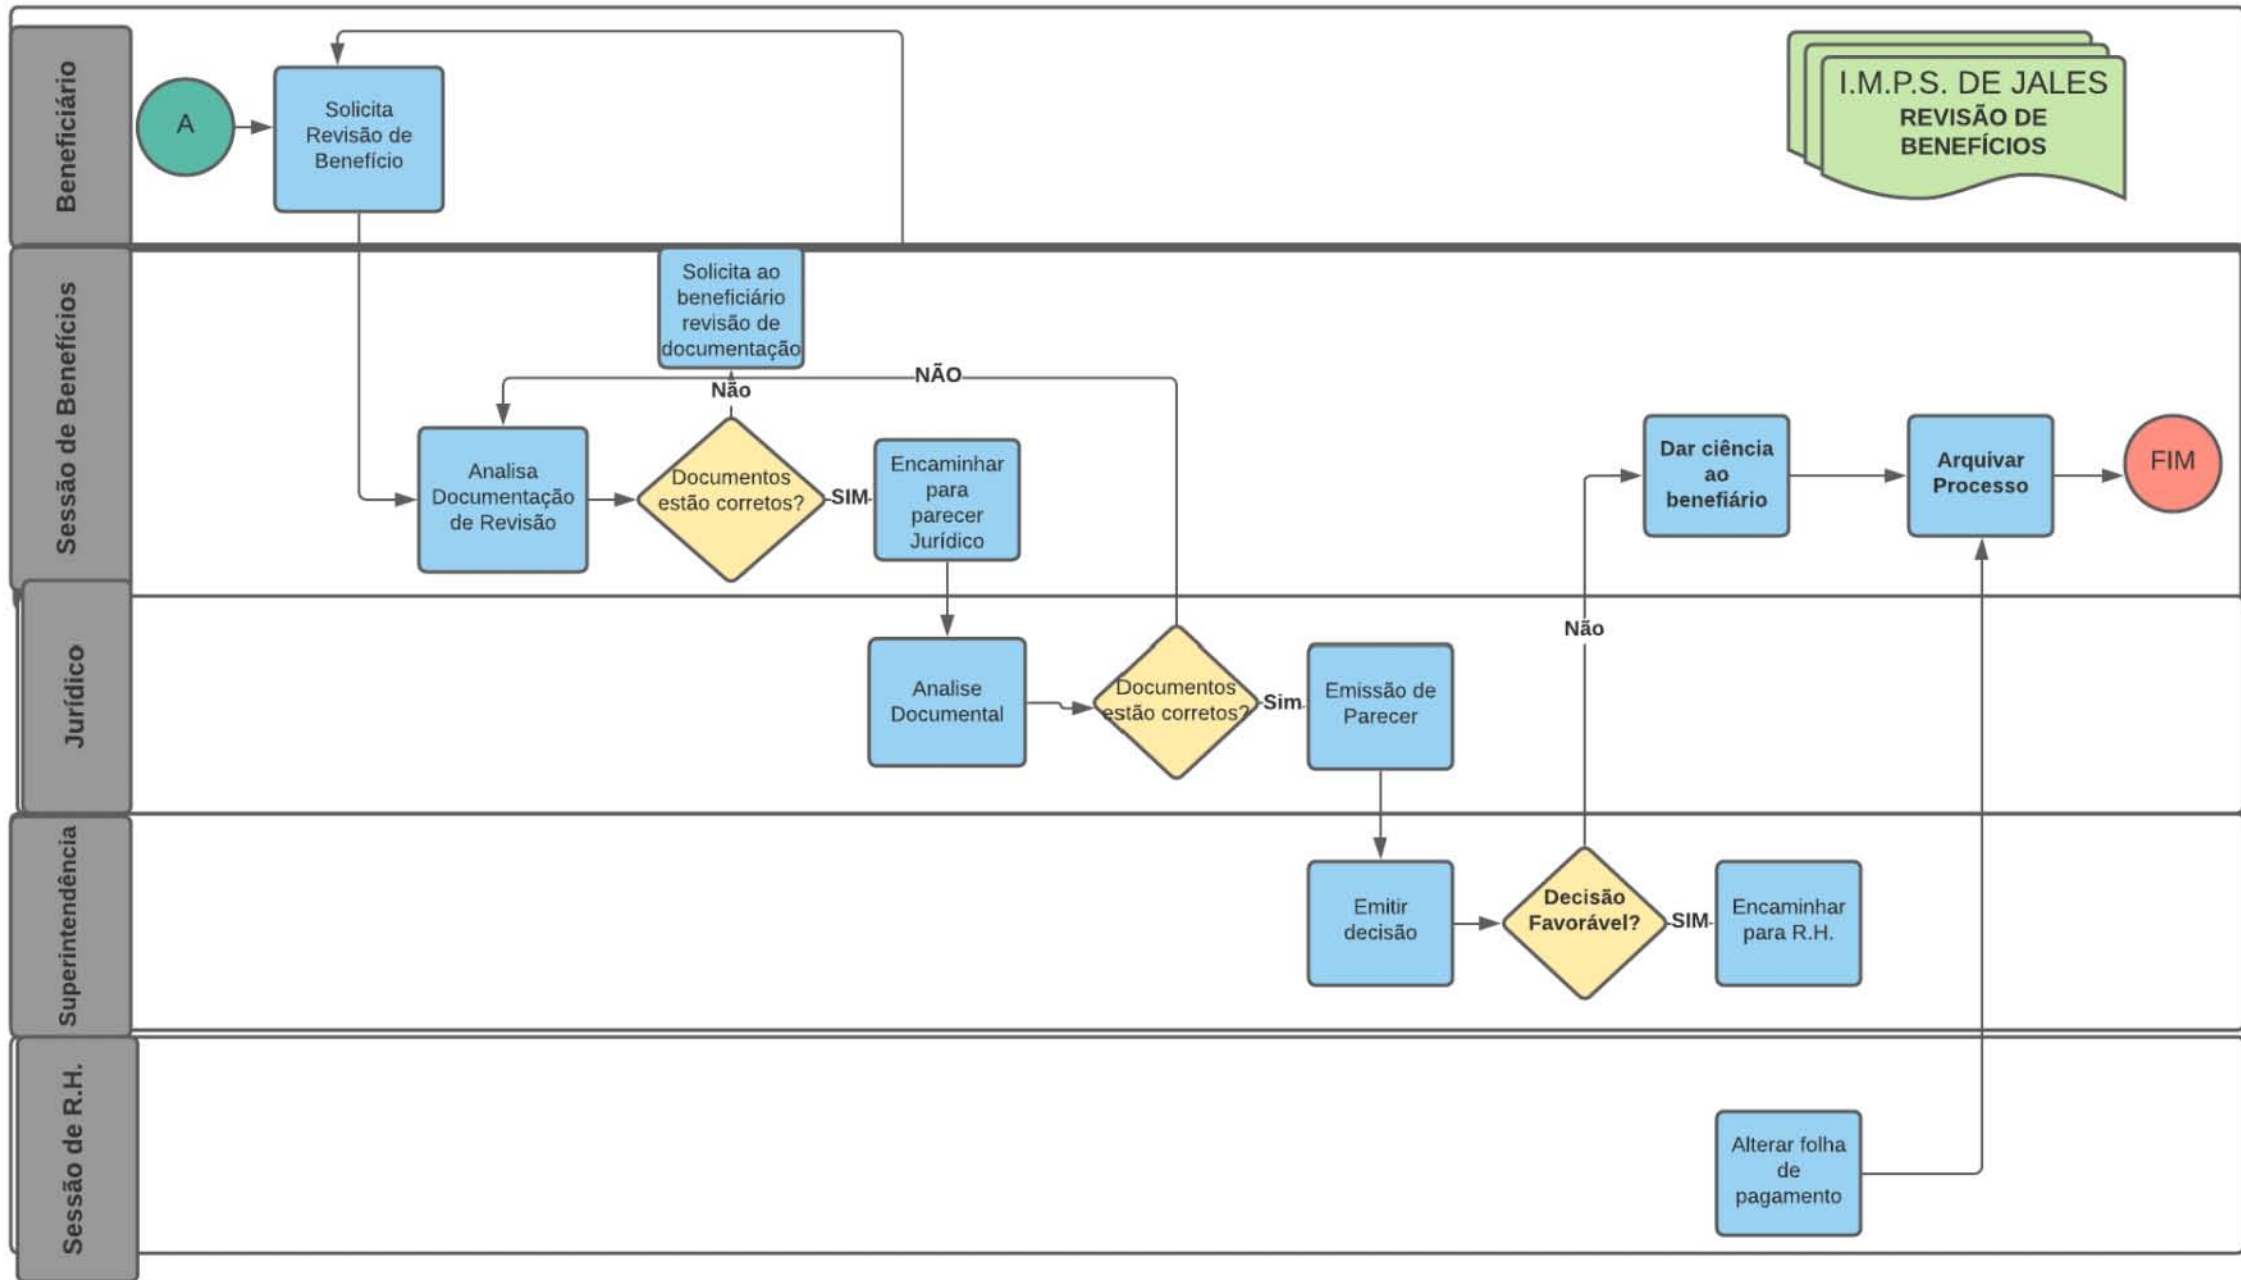 I.M.P.S. DE JALES
REVISÃO DE
BENEFÍCIOS
Beneficiário
A
Solicita
Revisão de
Benefício
Sessão de Benefícios
Solicita ao
beneficiário
revisão de
documentação
NÃO
Não
Analisa
Documentação
de Revisão
Documentos
estão corretos?
SIM
Encaminhar
para
parecer
Jurídico
Dar ciência
ao
benefiário
Arquivar
Processo
FIM
Jurídico
Analise
Documental
Documentos
estão corretos?
Sim
Emissão de
Parecer
Não
Superintendência
Emitir
decisão
Decisão
Favorável?
SIM
Encaminhar
para R.H.
Sessão de R.H.
Alterar folha
de
pagamento